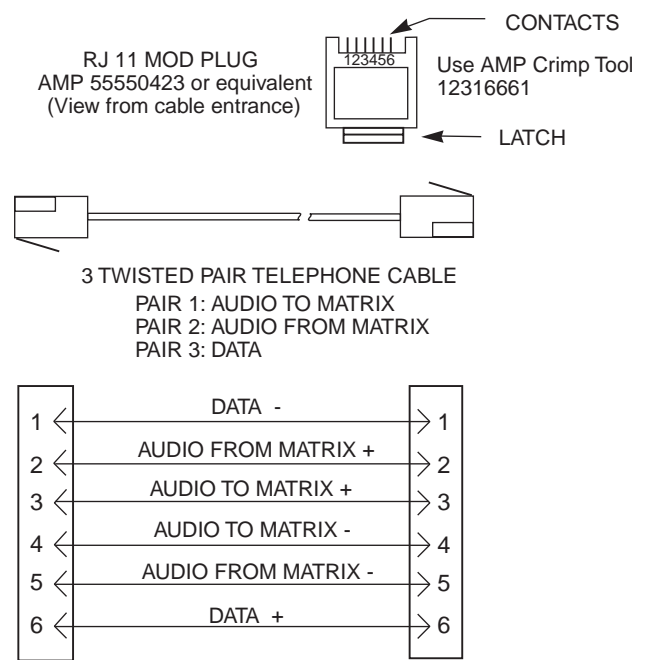 CONTACTS
RJ 11 MOD PLUG
AMP 55550423 or equivalent
(View from cable entrance)
123456
Use AMP Crimp Tool
12316661
LATCH
3 TWISTED PAIR TELEPHONE CABLE
PAIR 1: AUDIO TO MATRIX
PAIR 2: AUDIO FROM MATRIX
PAIR 3: DATA
1 DATA - 1
2 AUDIO FROM MATRIX + 2
3 AUDIO TO MATRIX + 3
4 AUDIO TO MATRIX - 4
5 AUDIO FROM MATRIX - 5
6 DATA + 6